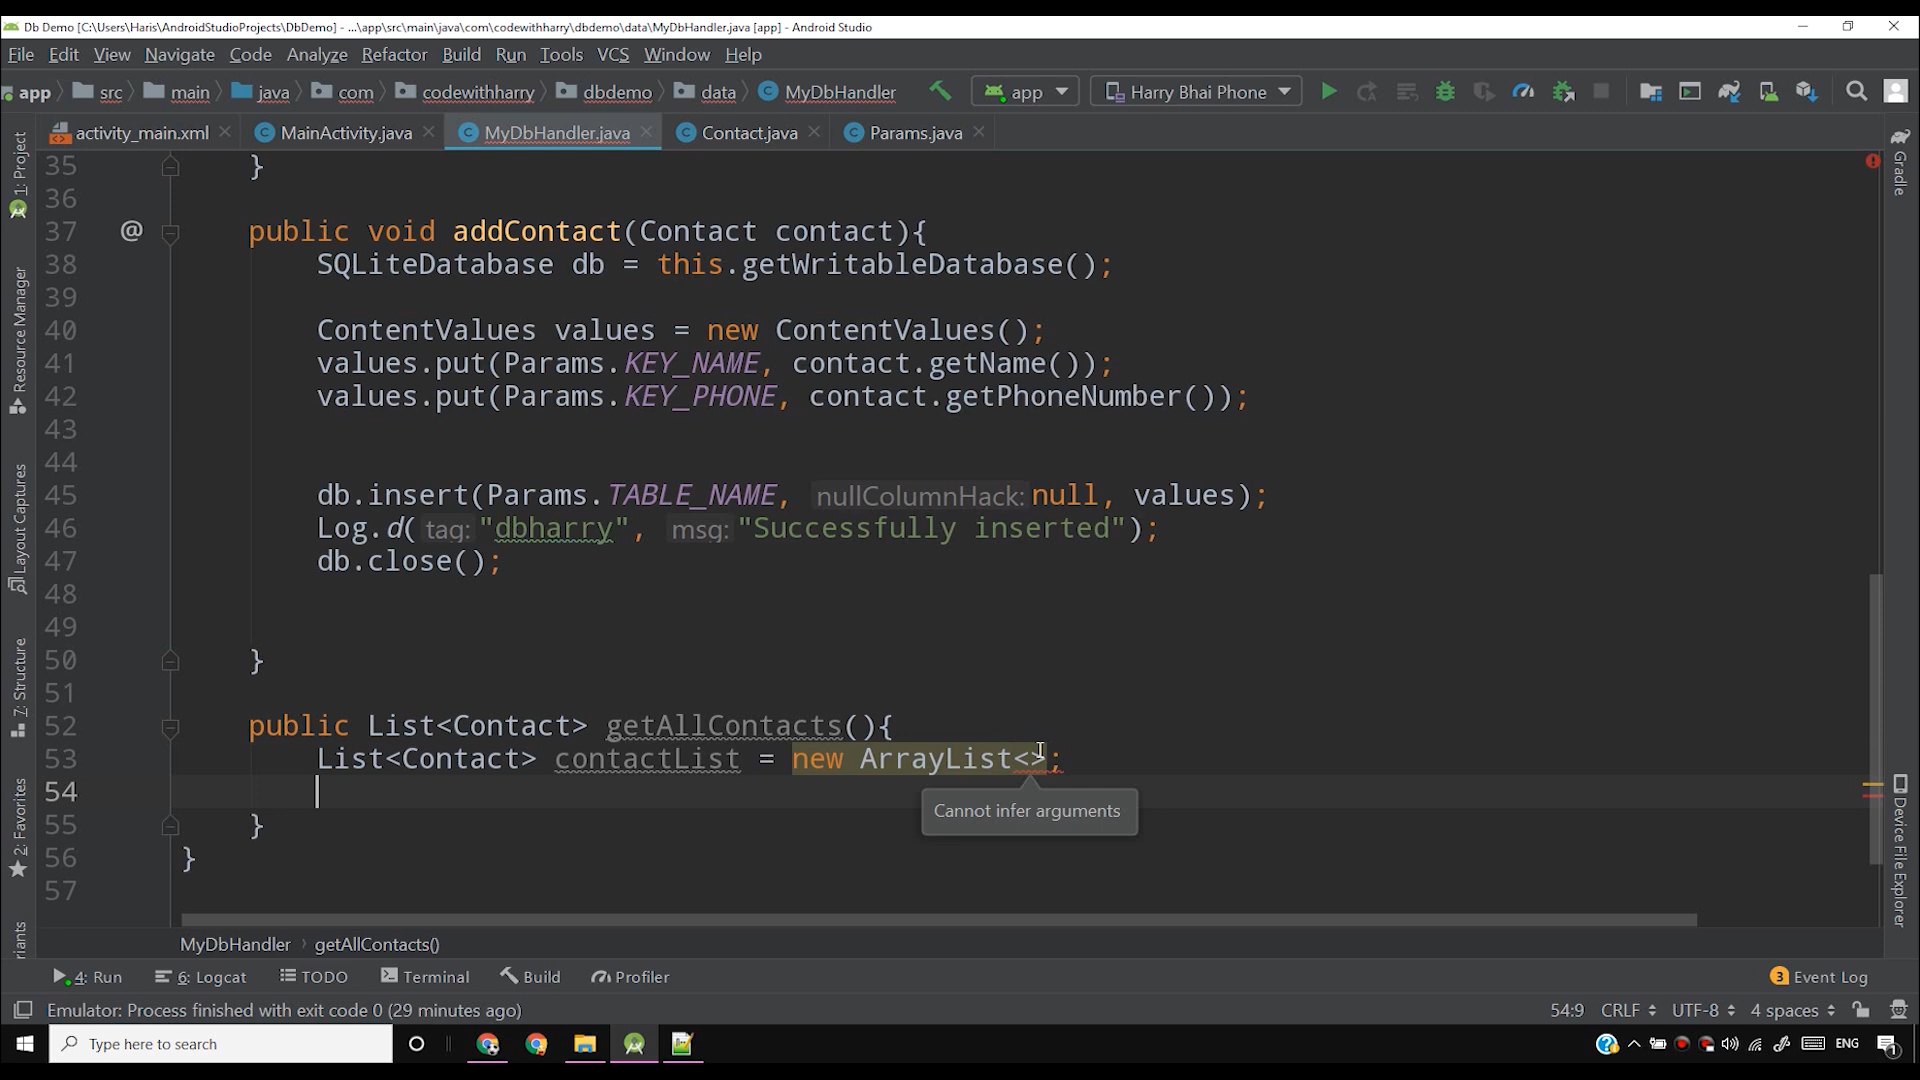 Db Demo [C:\Users\Haris\AndroidStudioProjects\DbDemo] - ...\app\src\main\java\com\codewithharry\dbdemo\data\MyDbHandler.java [app] - Android Studio
File Edit View Navigate Code Analyze Refactor Build Run Tools VCS Window Help
app src main java com codewithharry dbdemo data MyDbHandler app Harry Bhai Phone
activity_main.xml MainActivity.java MyDbHandler.java Contact.java Params.java
1: Project
Resource Manager
Layout Captures
7: Structure
2: Favorites
iants
35 }
36
37 @ public void addContact(Contact contact){
38 SQLiteDatabase db = this.getWritableDatabase();
39
40 ContentValues values = new ContentValues();
41 values.put(Params.KEY_NAME, contact.getName());
42 values.put(Params.KEY_PHONE, contact.getPhoneNumber());
43
44
45 db.insert(Params.TABLE_NAME, nullColumnHack: null, values);
46 Log.d( tag: "dbharry", msg: "Successfully inserted");
47 db.close();
48
49
50 }
51
52 public List<Contact> getAllContacts(){
53 List<Contact> contactList = new ArrayList<>;
54
Cannot infer arguments
55 }
56 }
57
Gradle
Device File Explorer
MyDbHandler › getAllContacts()
4: Run 6: Logcat TODO Terminal Build Profiler 3 Event Log
Emulator: Process finished with exit code 0 (29 minutes ago) 54:9 CRLF UTF-8 4 spaces
Type here to search ENG 1